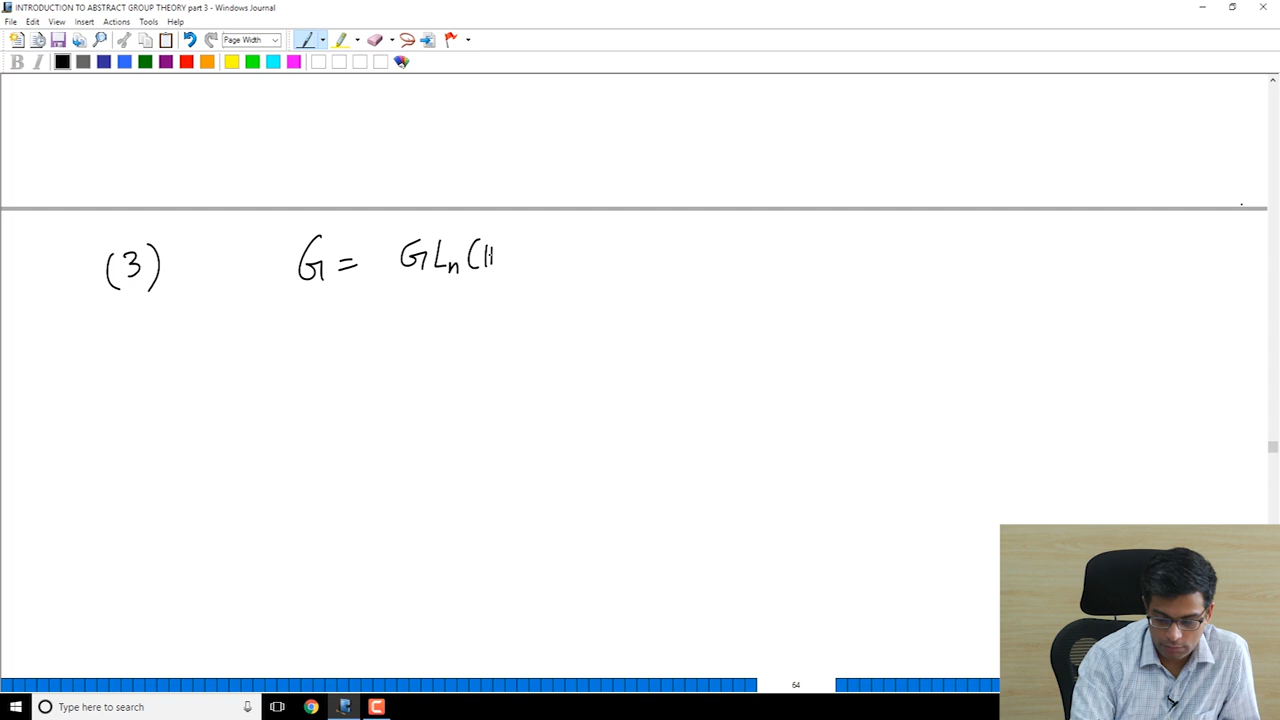 INTRODUCTION TO ABSTRACT GROUP THEORY part 3 - Windows Journal
File Edit View Insert Actions Tools Help
Page Width
B I
(3) G = GLn(
64
Type here to search